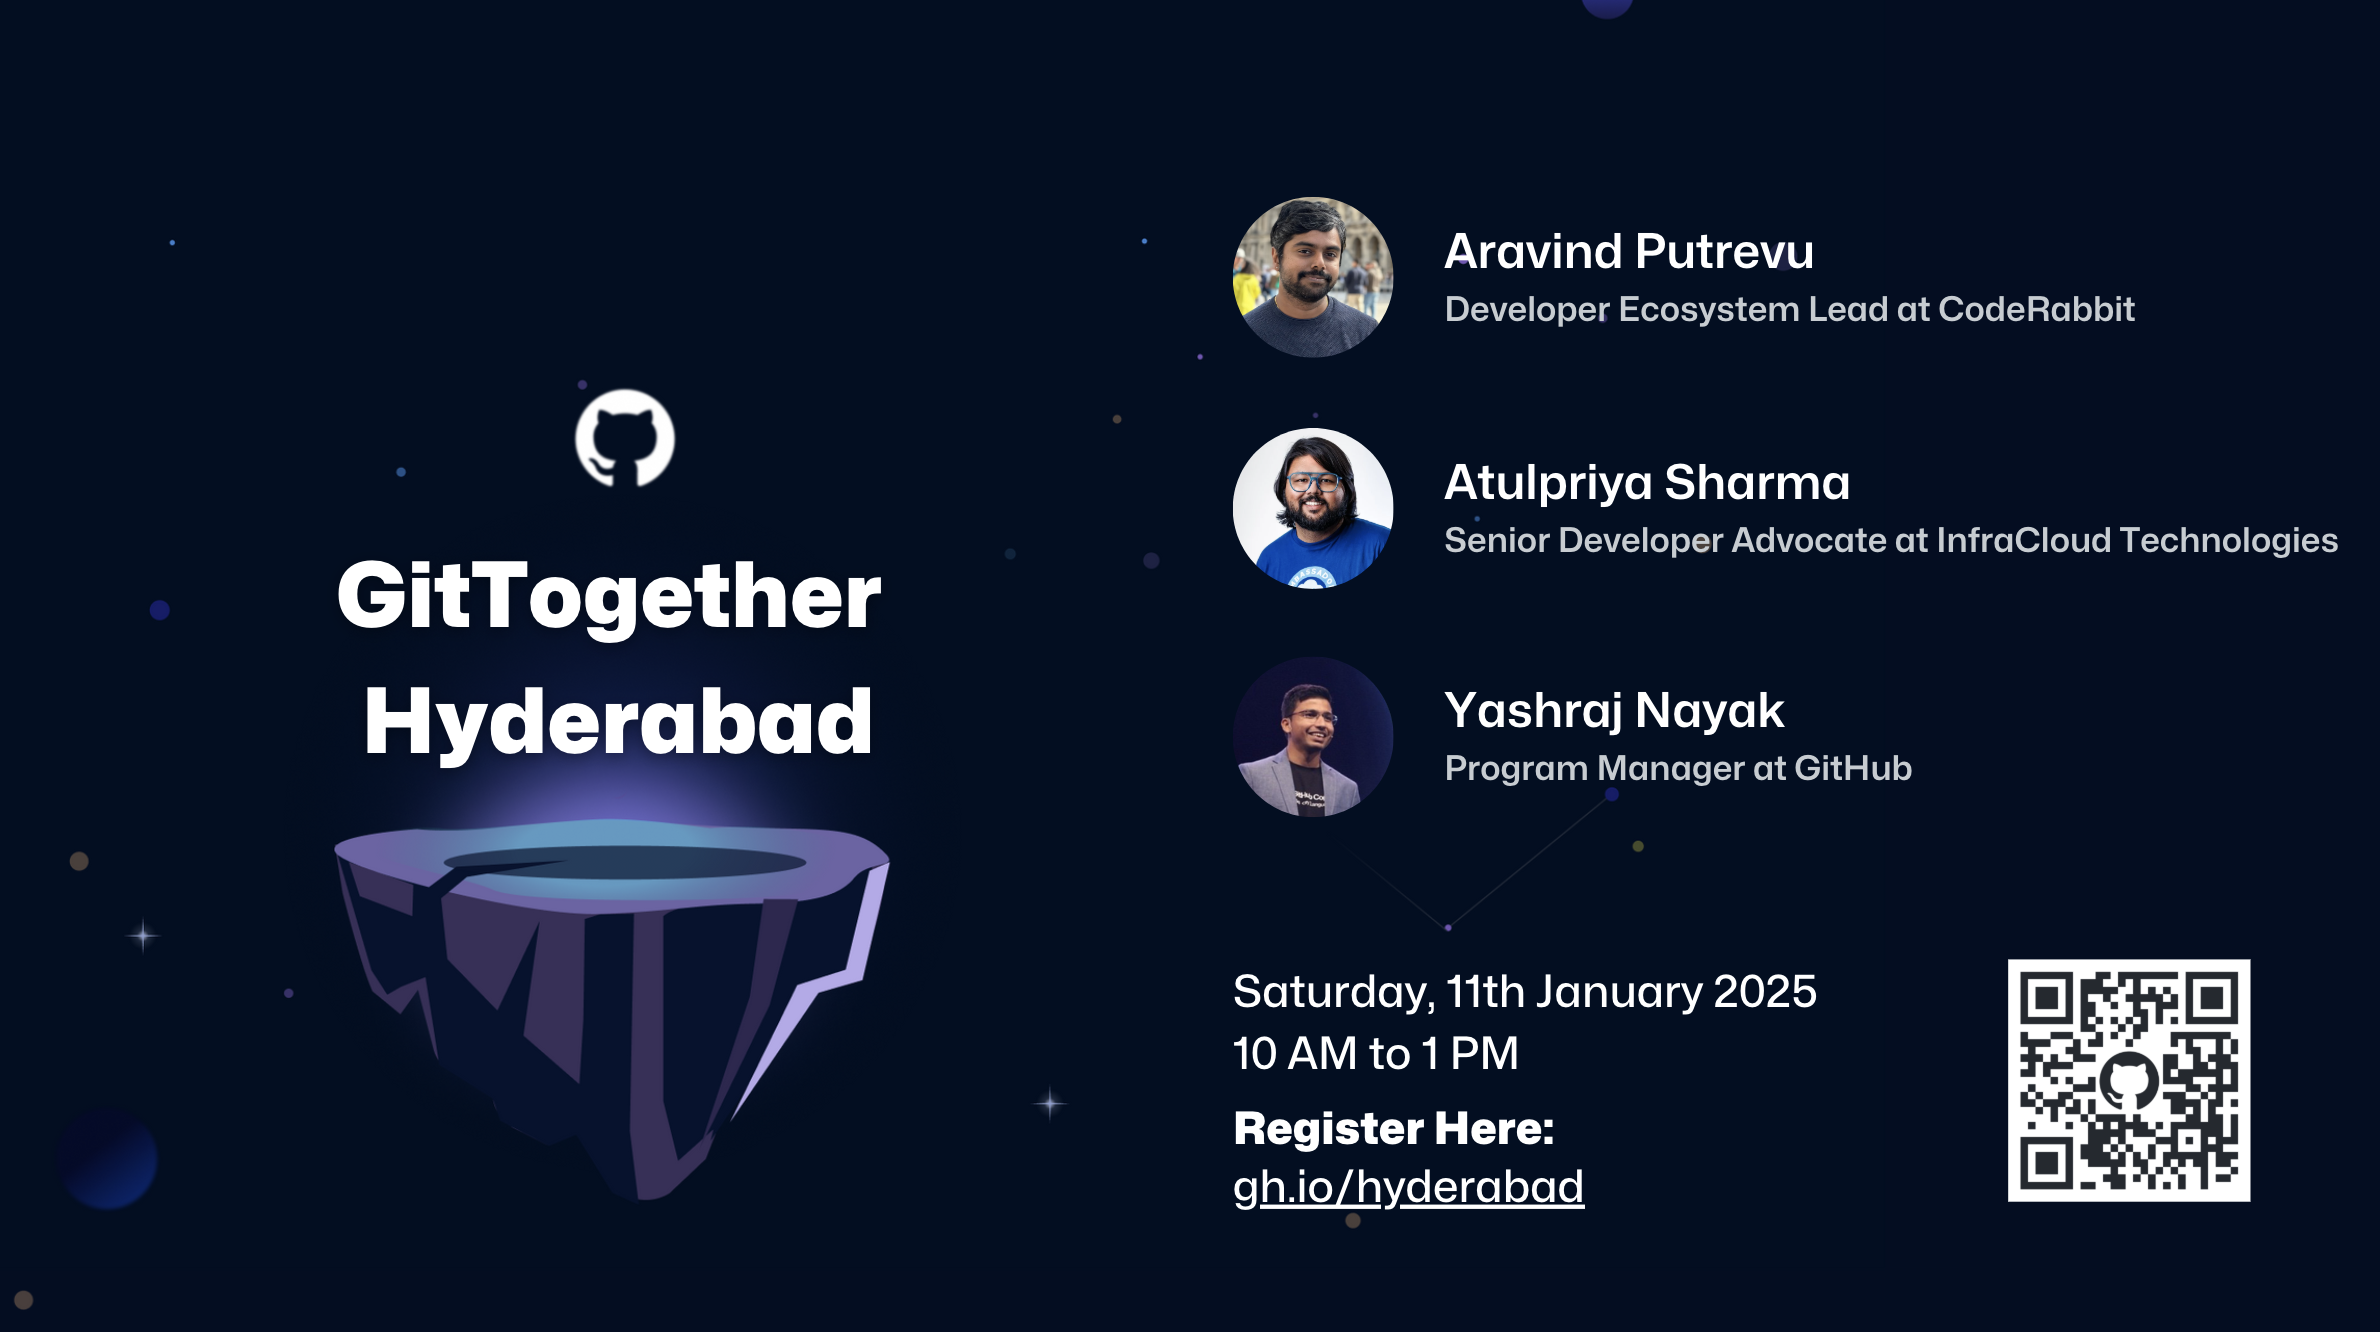 GitTogether
Hyderabad
Aravind Putrevu
Developer Ecosystem Lead at CodeRabbit
Atulpriya Sharma
Senior Developer Advocate at InfraCloud Technologies
Yashraj Nayak
Program Manager at GitHub
Saturday, 11th January 2025
10 AM to 1 PM
Register Here:
gh.io/hyderabad